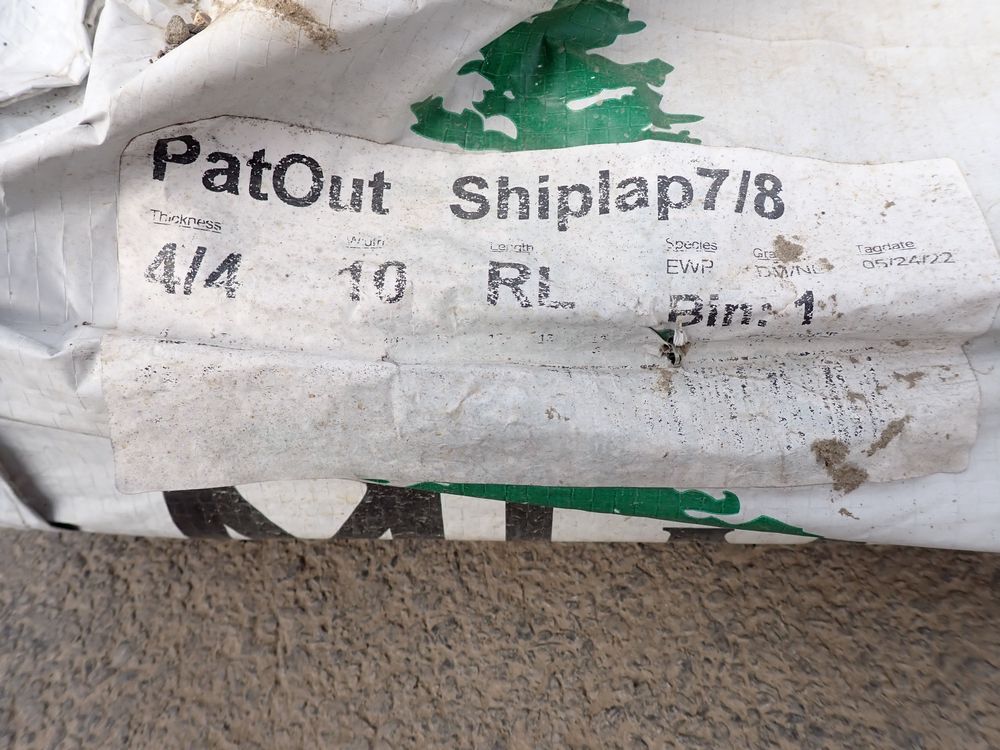 PatOut Shiplap7/8
Thickness Width Length Species Tagdate
4/4 10 RL EWP 05/24/22
Bin: 1